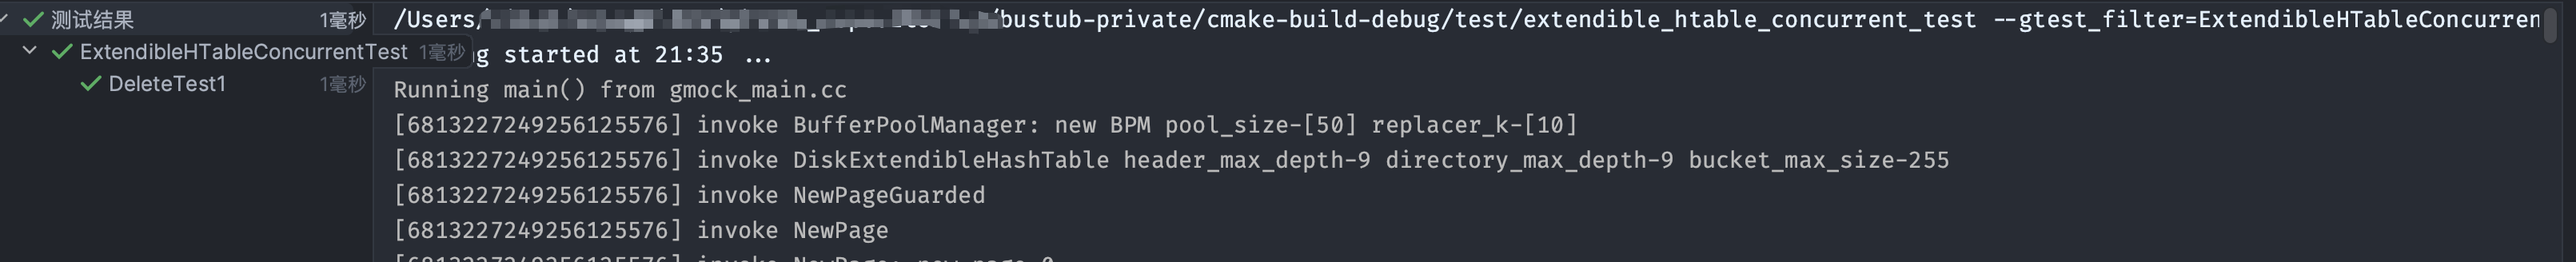 测试结果 1毫秒
ExtendibleHTableConcurrentTest 1毫秒
DeleteTest1 1毫秒
/Users/ /bustub-private/cmake-build-debug/test/extendible_htable_concurrent_test --gtest_filter=ExtendibleHTableConcurren
g started at 21:35 ...
Running main() from gmock_main.cc
[6813227249256125576] invoke BufferPoolManager: new BPM pool_size-[50] replacer_k-[10]
[6813227249256125576] invoke DiskExtendibleHashTable header_max_depth-9 directory_max_depth-9 bucket_max_size-255
[6813227249256125576] invoke NewPageGuarded
[6813227249256125576] invoke NewPage